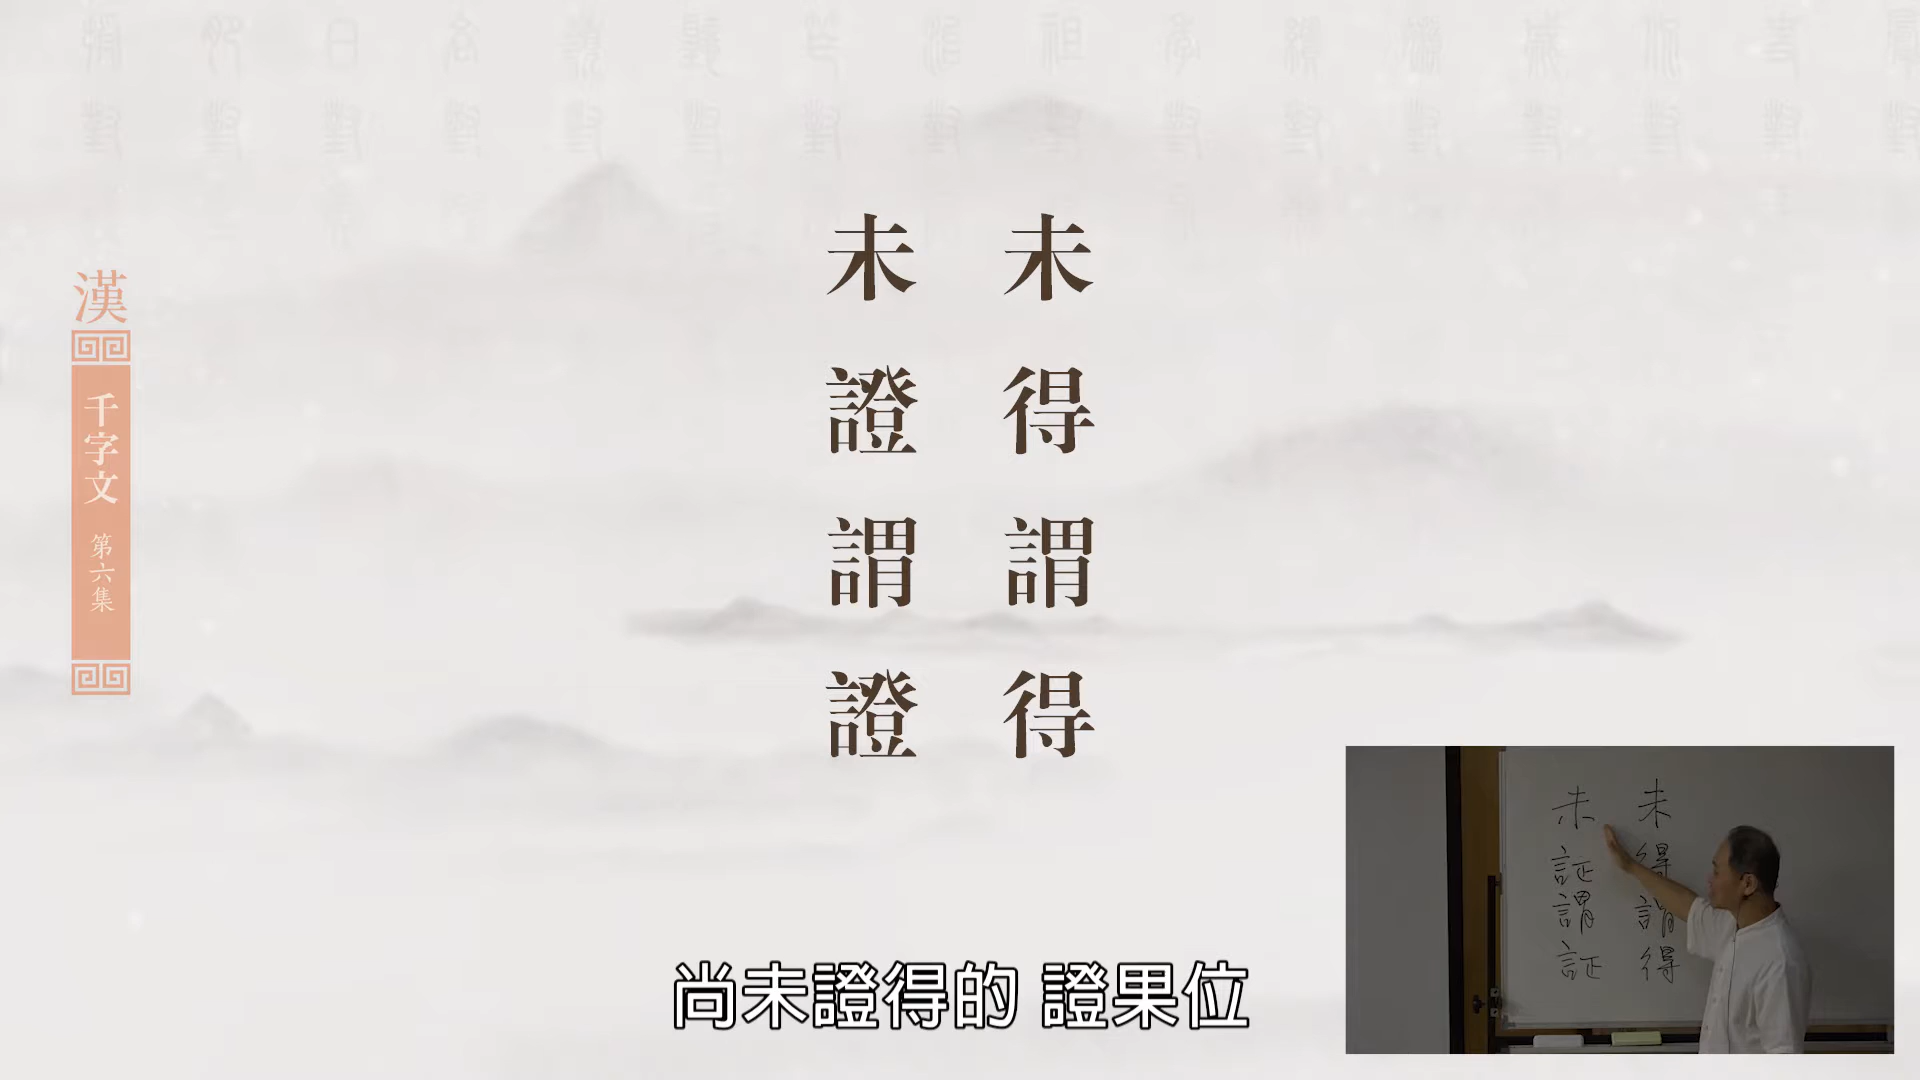 未得謂得
未證謂證
漢
千字文 第六集
尚未證得的 證果位
未得謂得
未証謂証